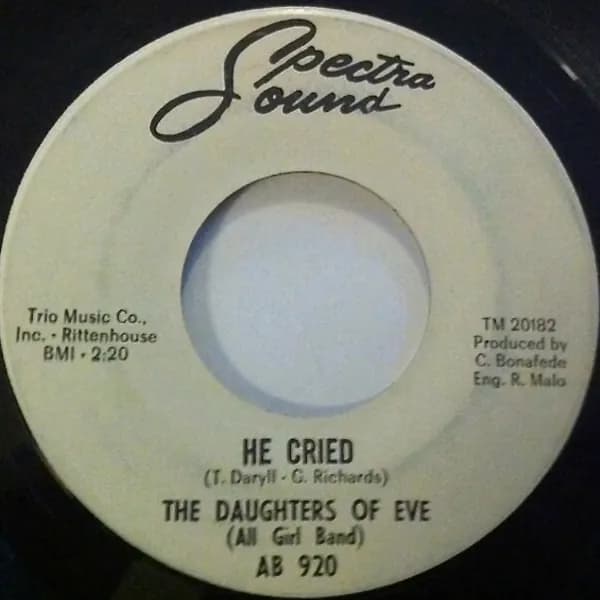 Spectra
Sound
Trio Music Co.,
Inc. - Rittenhouse
BMI - 2:20
TM 20182
Produced by
C. Bonafede
Eng. R. Malo
HE CRIED
(T. Daryll - G. Richards)
THE DAUGHTERS OF EVE
(All Girl Band)
AB 920